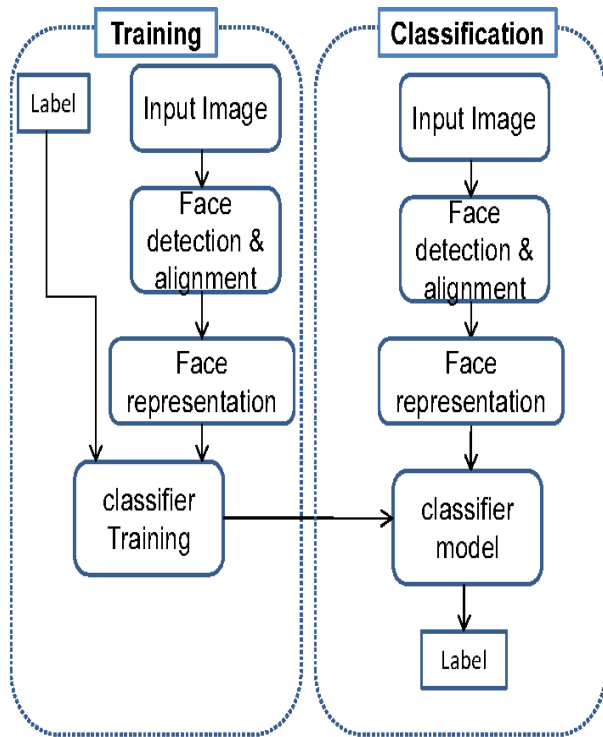 Training
Label
Input Image
Face
detection &
alignment
Face
representation
classifier
Training
Classification
Input Image
Face
detection &
alignment
Face
representation
classifier
model
Label